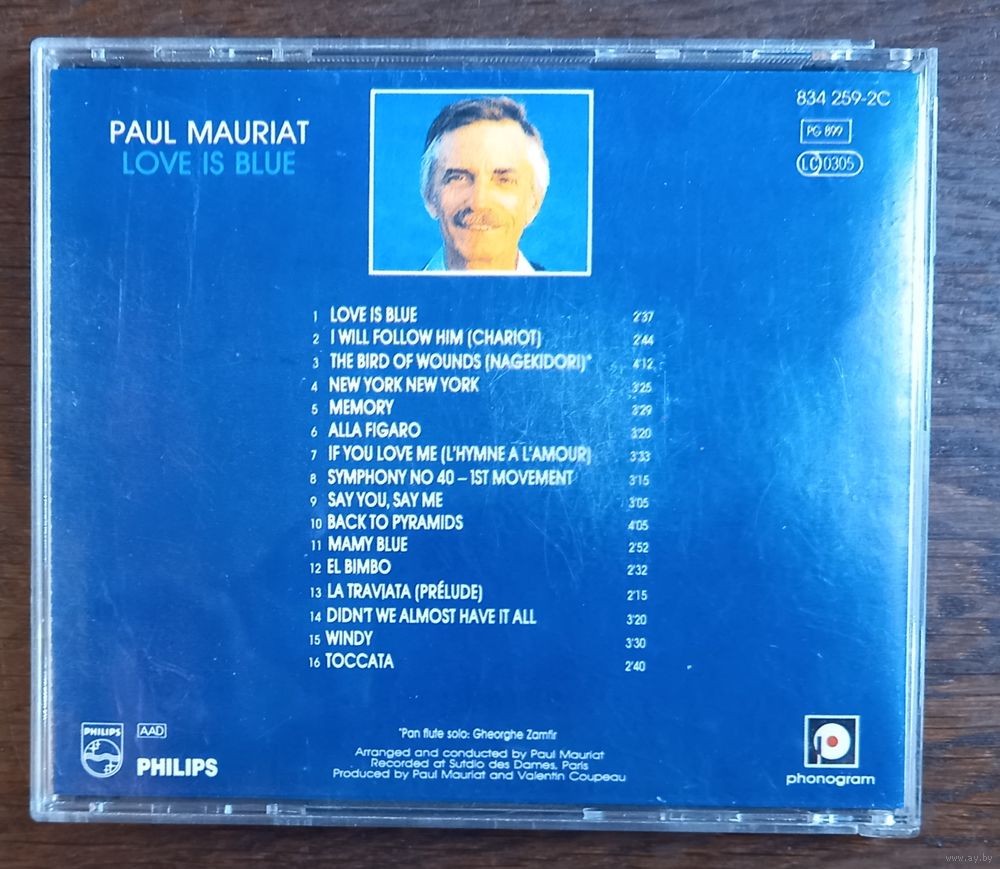 834 259-2C
PAUL MAURIAT
LOVE IS BLUE
PG 899
LC 0305
1 LOVE IS BLUE 2'37
2 I WILL FOLLOW HIM (CHARIOT) 2'44
3 THE BIRD OF WOUNDS (NAGEKIDORI)* 4'12
4 NEW YORK NEW YORK 3'25
5 MEMORY 3'29
6 ALLA FIGARO 3'20
7 IF YOU LOVE ME (L'HYMNE A L'AMOUR) 3'33
8 SYMPHONY NO 40 – 1ST MOVEMENT 3'15
9 SAY YOU, SAY ME 3'05
10 BACK TO PYRAMIDS 4'05
11 MAMY BLUE 2'52
12 EL BIMBO 2'32
13 LA TRAVIATA (PRÉLUDE) 2'15
14 DIDN'T WE ALMOST HAVE IT ALL 3'20
15 WINDY 3'30
16 TOCCATA 2'40
PHILIPS
AAD
PHILIPS
*Pan flute solo: Gheorghe Zamfir
Arranged and conducted by Paul Mauriat
Recorded at Sutdio des Dames, Paris
Produced by Paul Mauriat and Valentin Coupeau
phonogram
www.ay.by